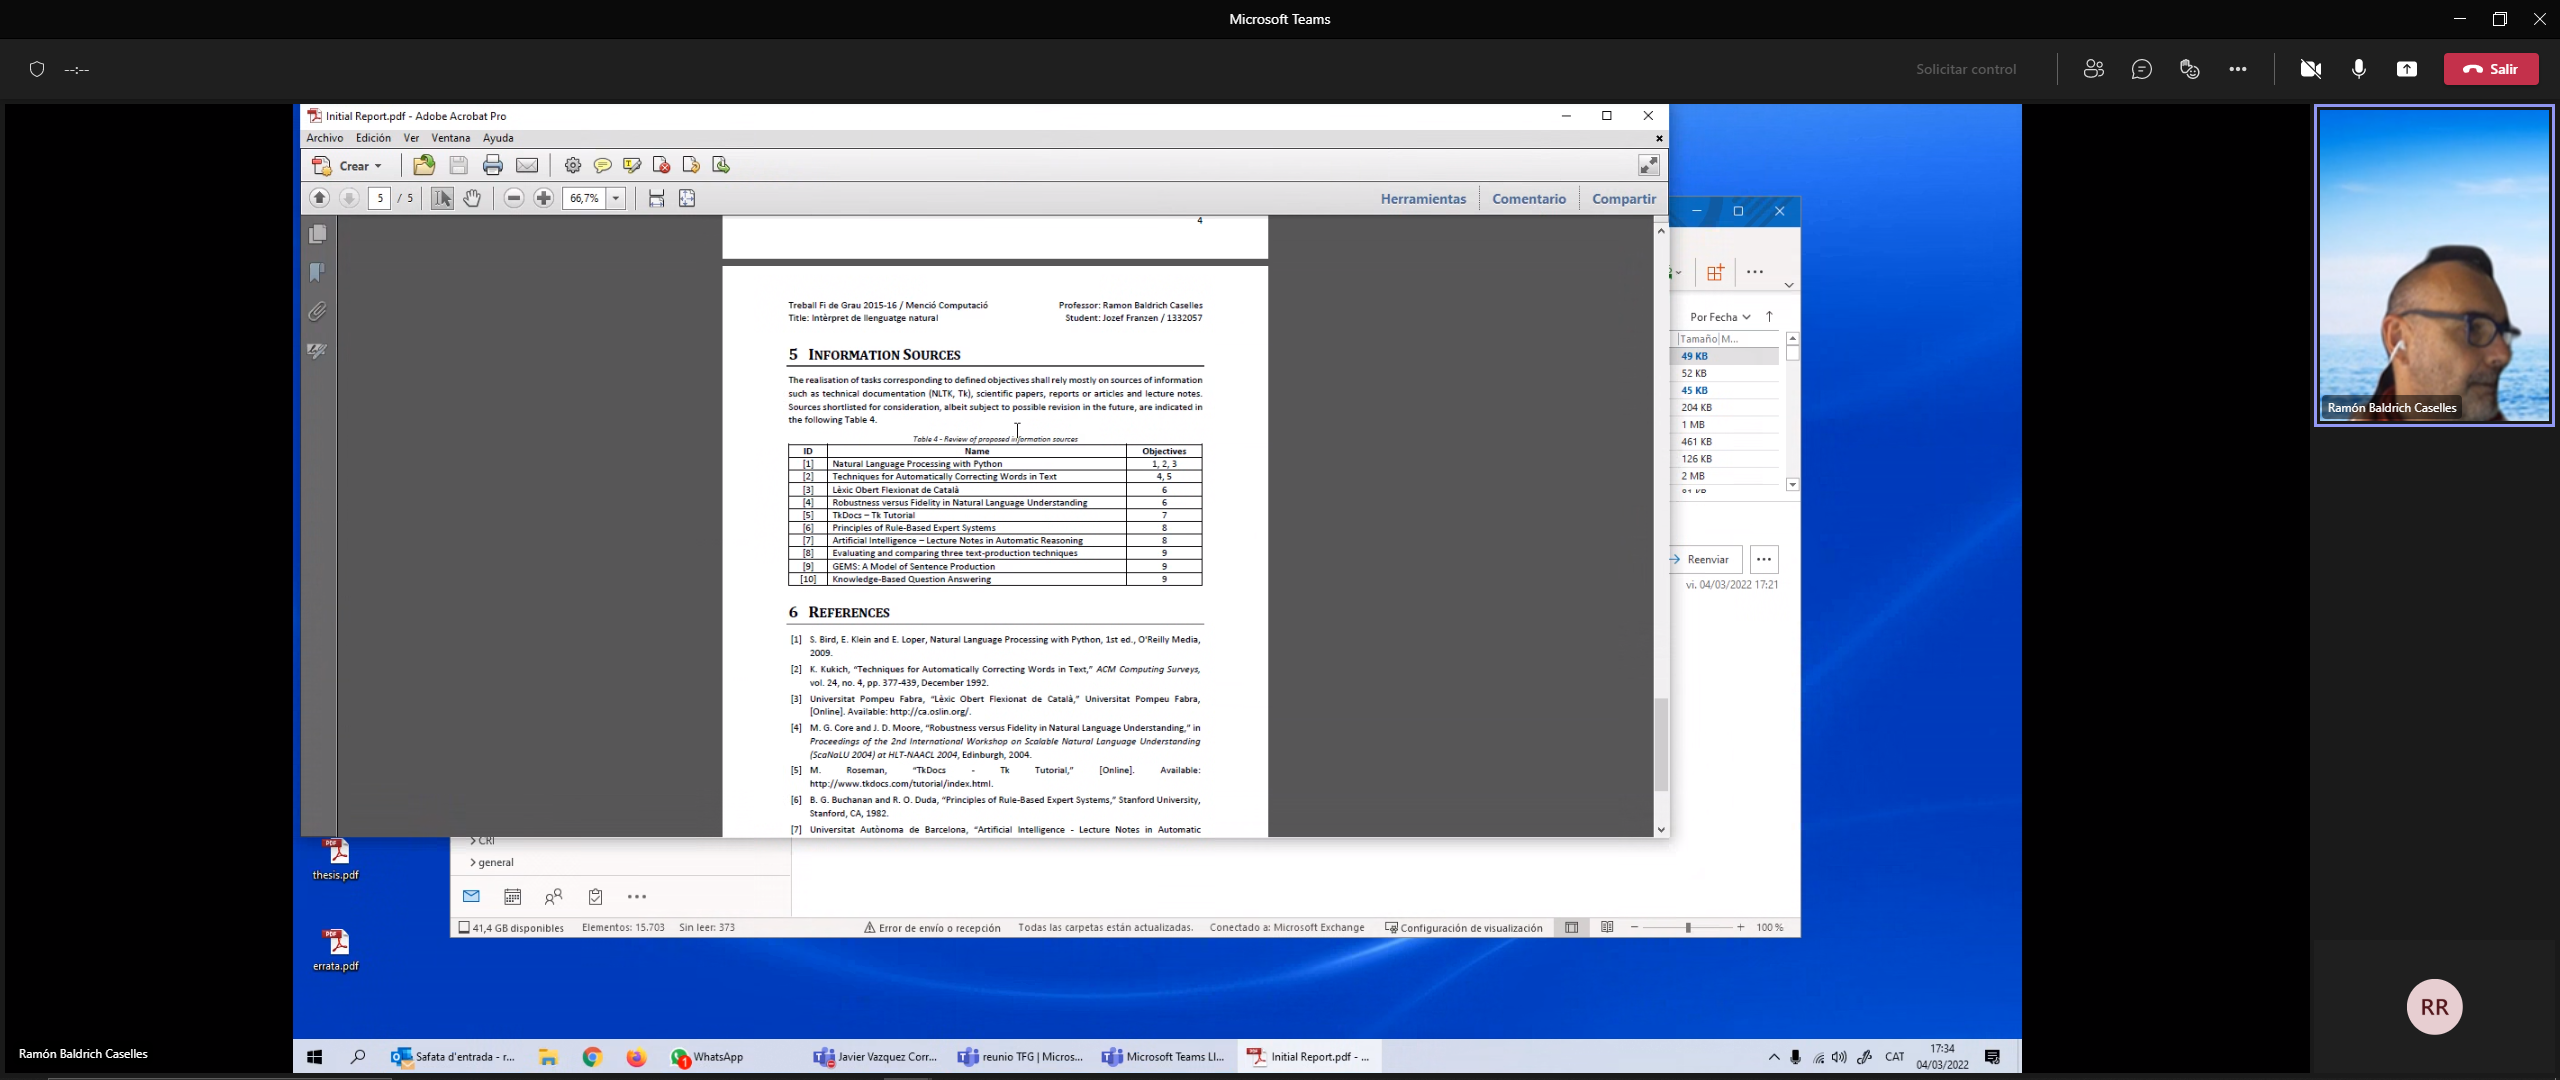 Microsoft Teams
--:--
Solicitar control
Salir
Initial Report.pdf - Adobe Acrobat Pro
Archivo Edición Ver Ventana Ayuda
Crear
5 / 5
66,7%
Herramientas Comentario Compartir
4
Treball Fi de Grau 2015-16 / Menció Computació Professor: Ramon Baldrich Caselles
Title: Intèrpret de llenguatge natural Student: Jozef Franzen / 1332057
5 INFORMATION SOURCES
The realisation of tasks corresponding to defined objectives shall rely mostly on sources of information
such as technical documentation (NLTK, Tk), scientific papers, reports or articles and lecture notes.
Sources shortlisted for consideration, albeit subject to possible revision in the future, are indicated in
the following Table 4.
Table 4 - Review of proposed information sources
ID Name Objectives
[1] Natural Language Processing with Python 1, 2, 3
[2] Techniques for Automatically Correcting Words in Text 4, 5
[3] Lèxic Obert Flexionat de Català 6
[4] Robustness versus Fidelity in Natural Language Understanding 6
[5] TkDocs – Tk Tutorial 7
[6] Principles of Rule-Based Expert Systems 8
[7] Artificial Intelligence – Lecture Notes in Automatic Reasoning 8
[8] Evaluating and comparing three text-production techniques 9
[9] GEMS: A Model of Sentence Production 9
[10] Knowledge-Based Question Answering 9
6 REFERENCES
[1] S. Bird, E. Klein and E. Loper, Natural Language Processing with Python, 1st ed., O'Reilly Media,
2009.
[2] K. Kukich, “Techniques for Automatically Correcting Words in Text,” ACM Computing Surveys,
vol. 24, no. 4, pp. 377-439, December 1992.
[3] Universitat Pompeu Fabra, “Lèxic Obert Flexionat de Català,” Universitat Pompeu Fabra,
[Online]. Available: http://ca.oslin.org/.
[4] M. G. Core and J. D. Moore, “Robustness versus Fidelity in Natural Language Understanding,” in
Proceedings of the 2nd International Workshop on Scalable Natural Language Understanding
(ScaNaLU 2004) at HLT-NAACL 2004, Edinburgh, 2004.
[5] M. Roseman, “TkDocs - Tk Tutorial,” [Online]. Available:
http://www.tkdocs.com/tutorial/index.html.
[6] B. G. Buchanan and R. O. Duda, “Principles of Rule-Based Expert Systems,” Stanford University,
Stanford, CA, 1982.
[7] Universitat Autònoma de Barcelona, “Artificial Intelligence - Lecture Notes in Automatic
Por Fecha
Tamaño M...
49 KB
52 KB
45 KB
204 KB
1 MB
461 KB
126 KB
2 MB
81 KB
Reenviar
vi. 04/03/2022 17:21
Ramón Baldrich Caselles
CRI
general
PDF
thesis.pdf
PDF
errata.pdf
41,4 GB disponibles Elementos: 15.703 Sin leer: 373 Error de envío o recepción Todas las carpetas están actualizadas. Conectado a: Microsoft Exchange Configuración de visualización 100 %
RR
Ramón Baldrich Caselles
Safata d'entrada - r... 1 WhatsApp Javier Vazquez Corr... reunio TFG | Micros... Microsoft Teams Ll... Initial Report.pdf - ... CAT 17:34
04/03/2022